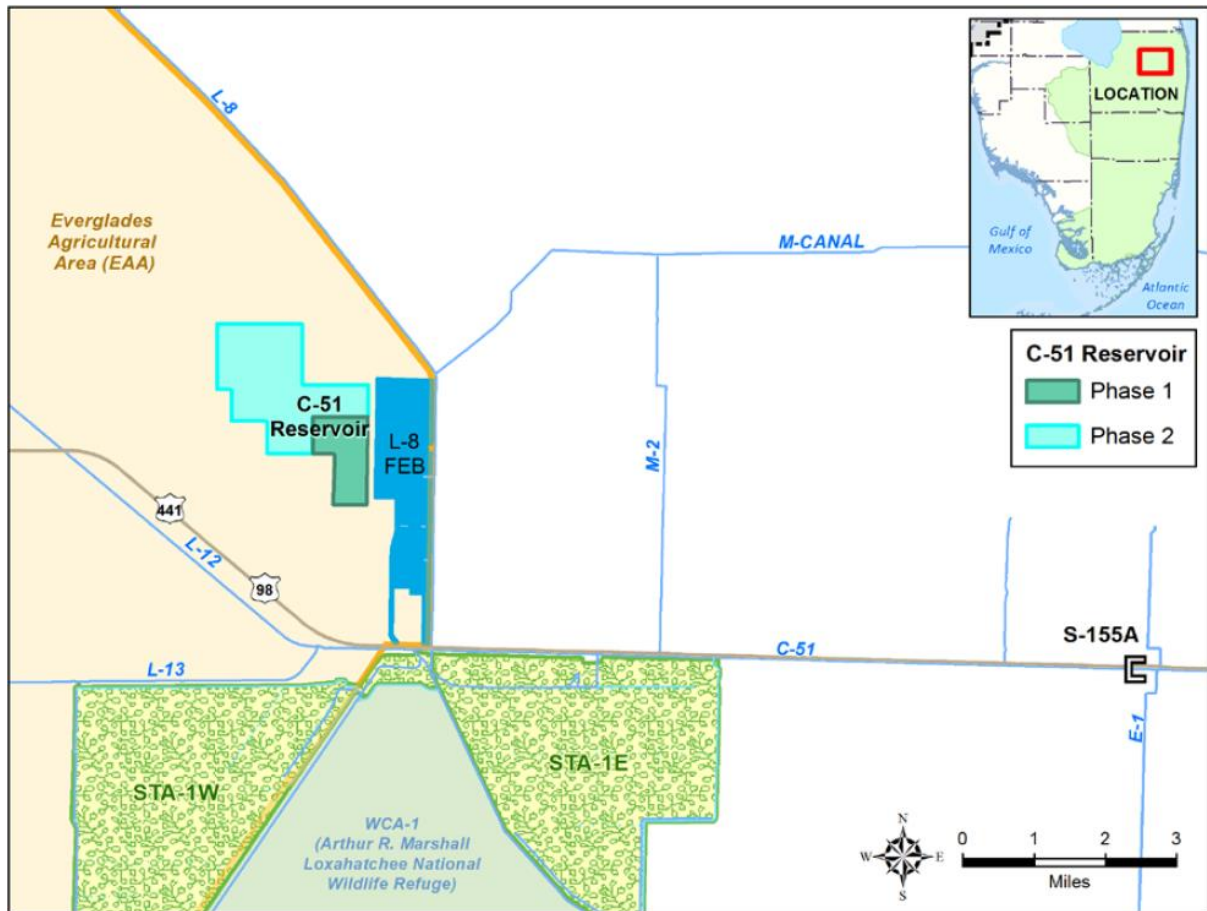 L-8
LOCATION
Gulf of
Mexico
Atlantic
Ocean
Everglades
Agricultural
Area (EAA)
M-CANAL
C-51 Reservoir
Phase 1
Phase 2
C-51
Reservoir
L-8
FEB
M-2
441
L-12
98
S-155A
C-51
L-13
E-1
STA-1W
STA-1E
WCA-1
(Arthur R. Marshall
Loxahatchee National
Wildlife Refuge)
N
W
E
S
0 1 2 3
Miles